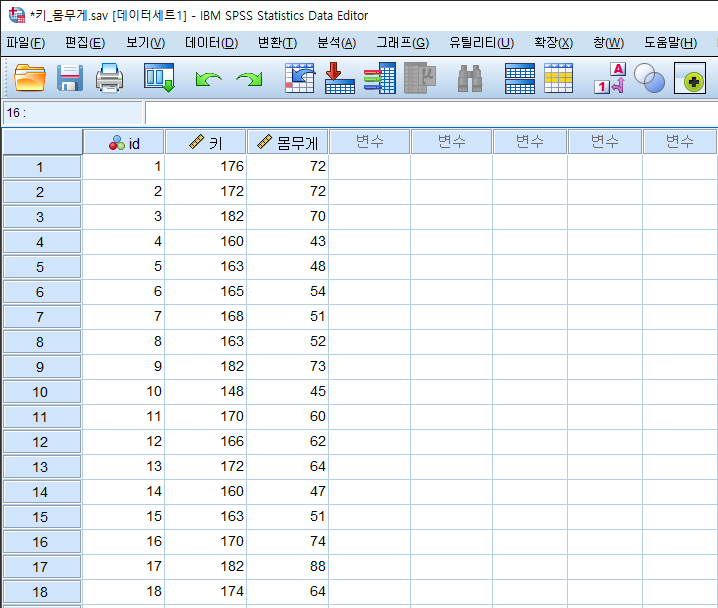 *키_몸무게.sav [데이터세트1] - IBM SPSS Statistics Data Editor
파일(F) 편집(E) 보기(V) 데이터(D) 변환(T) 분석(A) 그래프(G) 유틸리티(U) 확장(X) 창(W) 도움말(H)
16 :
id 키 몸무게 변수 변수 변수 변수 변수
1 1 176 72
2 2 172 72
3 3 182 70
4 4 160 43
5 5 163 48
6 6 165 54
7 7 168 51
8 8 163 52
9 9 182 73
10 10 148 45
11 11 170 60
12 12 166 62
13 13 172 64
14 14 160 47
15 15 163 51
16 16 170 74
17 17 182 88
18 18 174 64